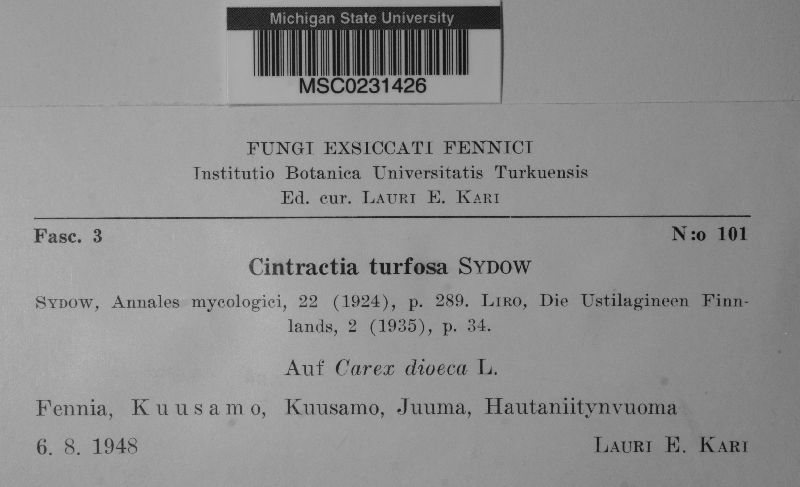 Michigan State University
MSC0231426
FUNGI EXSICCATI FENNICI
Institutio Botanica Universitatis Turkuensis
Ed. cur. LAURI E. KARI
Fasc. 3 N:o 101
Cintractia turfosa SYDOW
SYDOW, Annales mycologici, 22 (1924), p. 289. LIRO, Die Ustilagineen Finn-
lands, 2 (1935), p. 34.
Auf Carex dioeca L.
Fennia, Kuusamo, Kuusamo, Juuma, Hautaniitynvuoma
6. 8. 1948 LAURI E. KARI